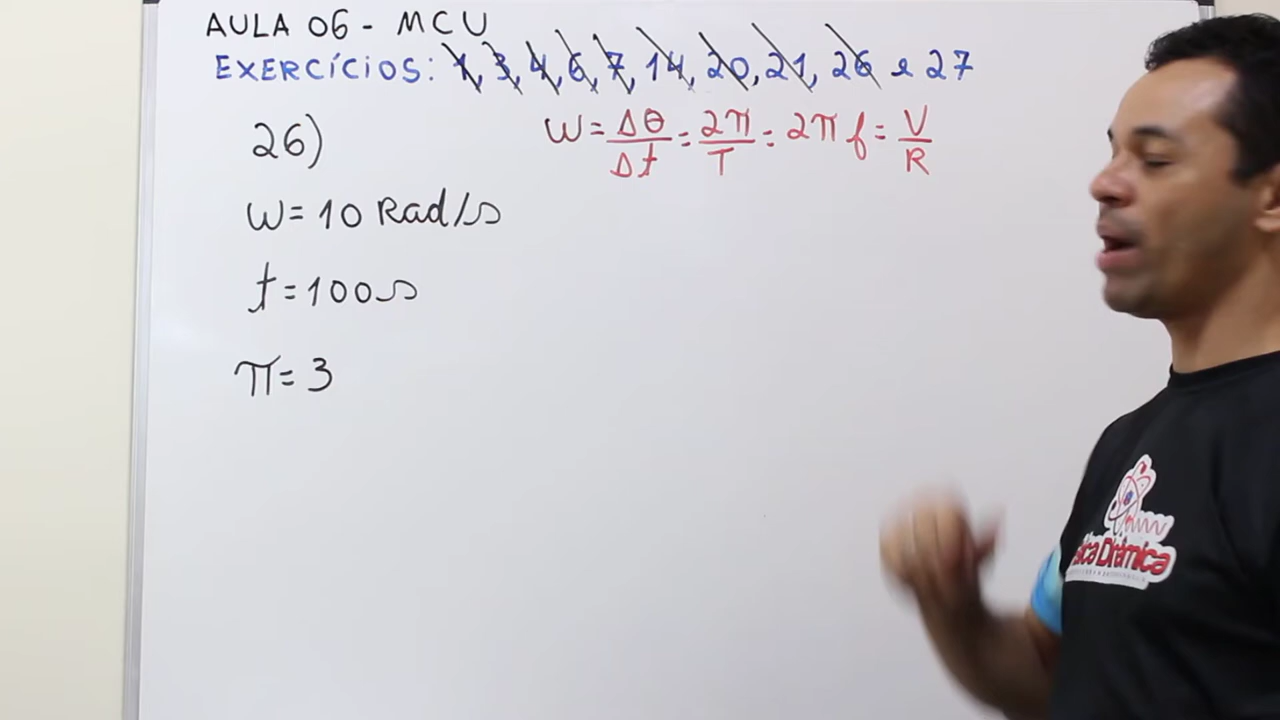 AULA 06 - MCU
EXERCÍCIOS: 1, 3, 4, 6, 7, 14, 20, 21, 26 e 27
26)
W = Δθ/Δt = 2π/T = 2π f = V/R
W = 10 Rad/s
t = 100s
π = 3
Dinâmica